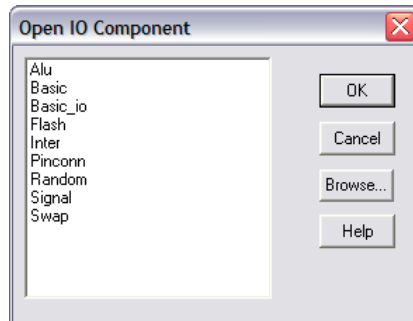 Open IO Component
Alu
Basic
Basic_io
Flash
Inter
Pinconn
Random
Signal
Swap
OK
Cancel
Browse...
Help